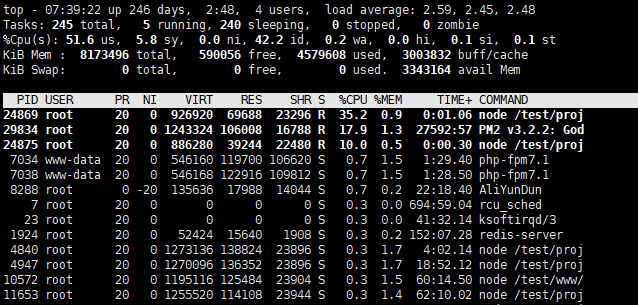 top - 07:39:22 up 246 days,  2:48,  4 users,  load average: 2.59, 2.45, 2.48
Tasks: 245 total,   5 running, 240 sleeping,   0 stopped,   0 zombie
%Cpu(s): 51.6 us,  5.8 sy,  0.0 ni, 42.2 id,  0.2 wa,  0.0 hi,  0.1 si,  0.1 st
KiB Mem :  8173496 total,   590056 free,  4579608 used,  3003832 buff/cache
KiB Swap:        0 total,        0 free,        0 used.  3343164 avail Mem
PID USER      PR  NI    VIRT    RES    SHR S  %CPU %MEM     TIME+ COMMAND
24869 root      20   0  926920  69688  23296 R  35.2  0.9   0:01.06 node /test/proj
29834 root      20   0 1243324 106008  16788 R  17.9  1.3  27592:57 PM2 v3.2.2: God
24875 root      20   0  886280  39244  22480 R  10.0  0.5   0:00.30 node /test/proj
7034 www-data  20   0  546160 119700 106620 S   0.7  1.5   1:29.40 php-fpm7.1
7038 www-data  20   0  546168 122916 109812 S   0.7  1.5   1:28.50 php-fpm7.1
8288 root       0 -20  135636  17988  14044 S   0.7  0.2  22:18.40 AliYunDun
7 root      20   0       0      0      0 S   0.3  0.0 694:59.04 rcu_sched
23 root      20   0       0      0      0 S   0.3  0.0  41:32.14 ksoftirqd/3
1924 root      20   0   52424  15640   1908 S   0.3  0.2 152:07.28 redis-server
4840 root      20   0 1273136 138824  23896 S   0.3  1.7   4:02.14 node /test/proj
4947 root      20   0 1270096 136352  23896 S   0.3  1.7  18:52.12 node /test/proj
10572 root      20   0 1195116 125484  23904 S   0.3  1.5  60:14.50 node /test/www/
11653 root      20   0 1255520 114108  23944 S   0.3  1.4  62:10.02 node /test/proj